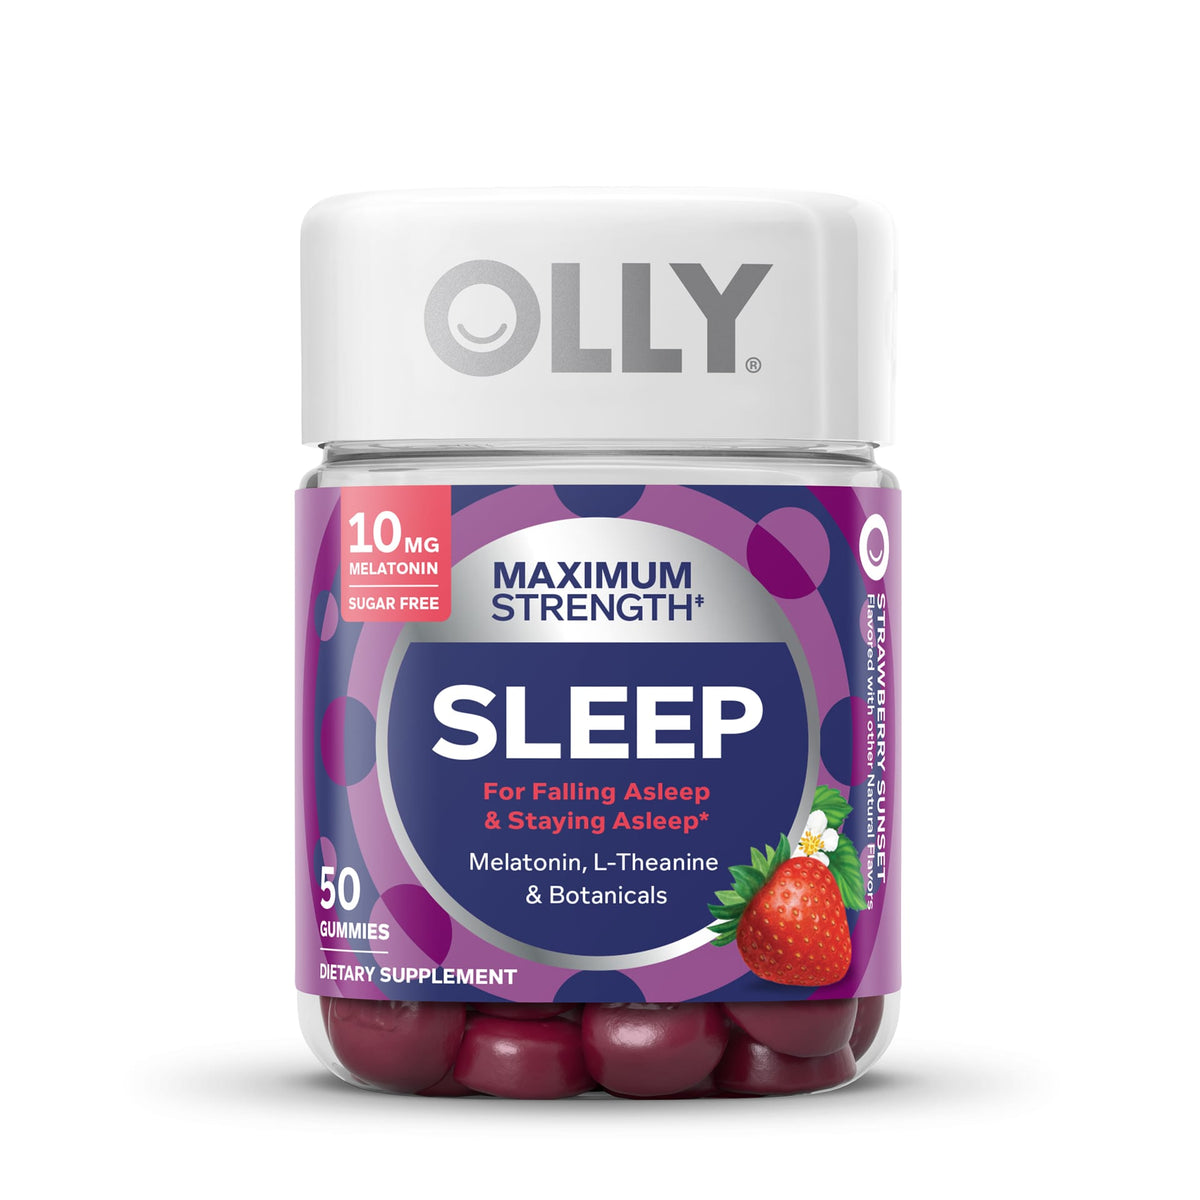 OLLY®
10 MG
MELATONIN
SUGAR FREE
MAXIMUM
STRENGTH‡
SLEEP
For Falling Asleep
& Staying Asleep*
Melatonin, L-Theanine
& Botanicals
50
GUMMIES
DIETARY SUPPLEMENT
STRAWBERRY SUNSET
Flavored with other Natural Flavors